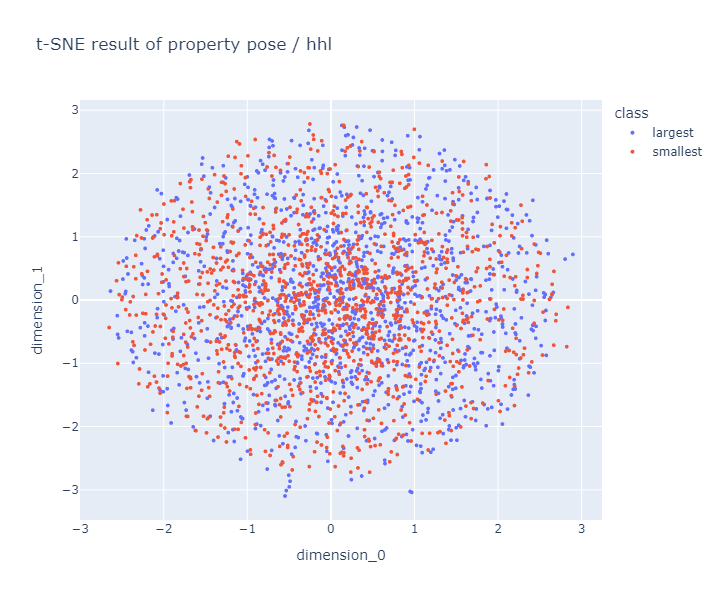 t-SNE result of property pose / hhl
class
largest
smallest
dimension_1
3
2
1
0
−1
−2
−3
−3 −2 −1 0 1 2 3
dimension_0